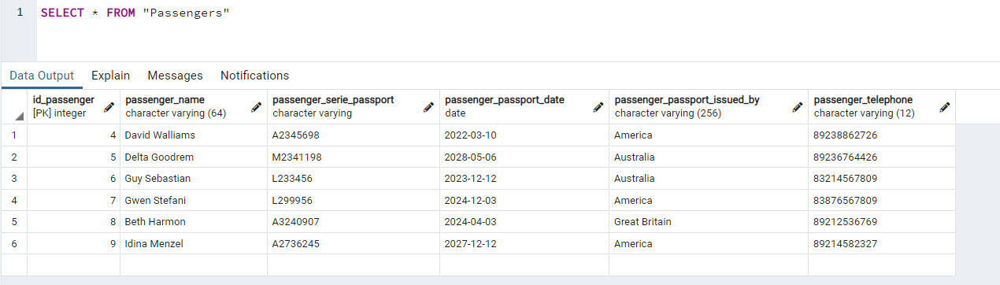 1 SELECT * FROM "Passengers"
Data Output Explain Messages Notifications
id_passenger passenger_name passenger_serie_passport passenger_passport_date passenger_passport_issued_by passenger_telephone
[PK] integer character varying (64) character varying date character varying (256) character varying (12)
1 4 David Walliams A2345698 2022-03-10 America 89238862726
2 5 Delta Goodrem M2341198 2028-05-06 Australia 89236764426
3 6 Guy Sebastian L233456 2023-12-12 Australia 83214567809
4 7 Gwen Stefani L299956 2024-12-03 America 83876567809
5 8 Beth Harmon A3240907 2024-04-03 Great Britain 89212536769
6 9 Idina Menzel A2736245 2027-12-12 America 89214582327